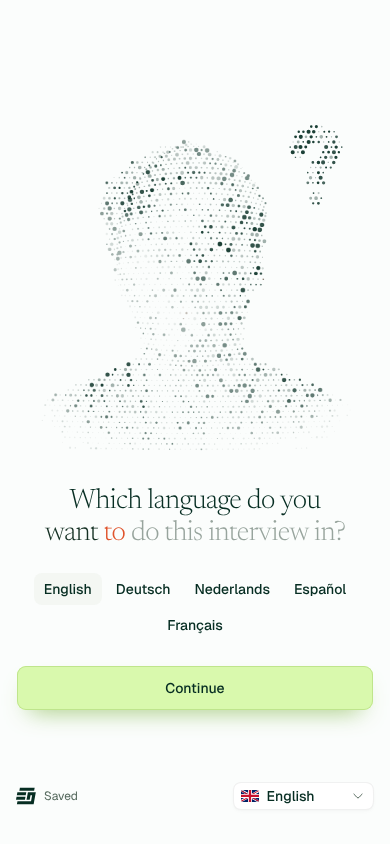 ?
Which language do you
want to do this interview in?
English Deutsch Nederlands Español
Français
Continue
Saved English